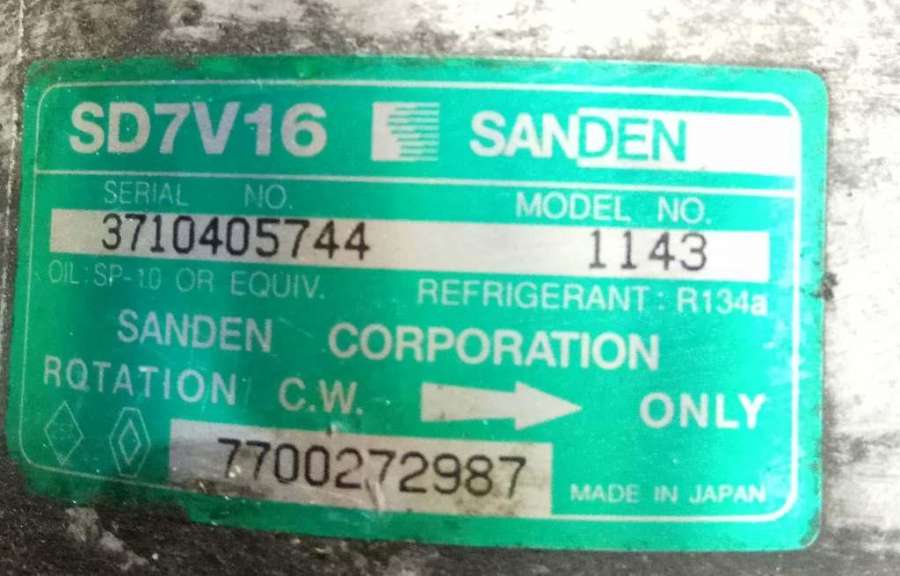 SD7V16 SANDEN
SERIAL NO. MODEL NO.
3710405744 1143
OIL:SP-10 OR EQUIV. REFRIGERANT : R134a
SANDEN CORPORATION
ROTATION C.W. ONLY
7700272987 MADE IN JAPAN